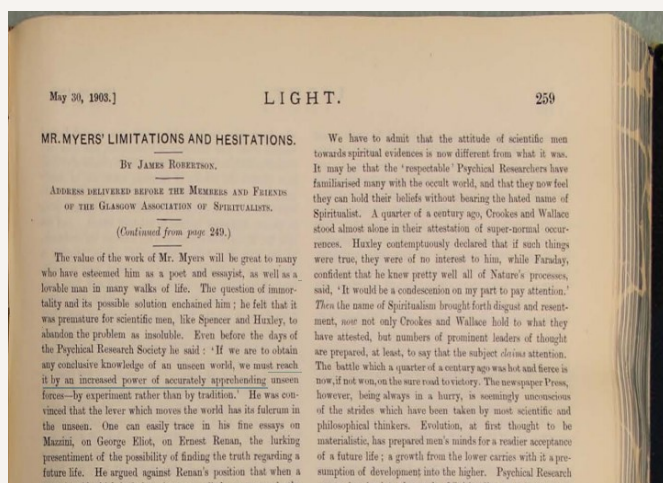 May 30, 1903.]
LIGHT.
259
MR. MYERS' LIMITATIONS AND HESITATIONS.
By James Robertson.
Address delivered before the Members and Friends
of the Glasgow Association of Spiritualists.
(Continued from page 249.)
The value of the work of Mr. Myers will be great to many
who have esteemed him as a poet and essayist, as well as a
lovable man in many walks of life. The question of immor-
tality and its possible solution enchained him; he felt that it
was premature for scientific men, like Spencer and Huxley, to
abandon the problem as insoluble. Even before the days of
the Psychical Research Society he said: 'If we are to obtain
any conclusive knowledge of an unseen world, we must reach
it by an increased power of accurately apprehending unseen
forces—by experiment rather than by tradition.' He was con-
vinced that the lever which moves the world has its fulcrum in
the unseen. One can easily trace in his fine essays on
Mazzini, on George Eliot, on Ernest Renan, the lurking
presentiment of the possibility of finding the truth regarding a
future life. He argued against Renan's position that when a
We have to admit that the attitude of scientific men
towards spiritual evidences is now different from what it was.
It may be that the 'respectable' Psychical Researchers have
familiarised many with the occult world, and that they now feel
they can hold their beliefs without bearing the hated name of
Spiritualist. A quarter of a century ago, Crookes and Wallace
stood almost alone in their attestation of super-normal occur-
rences. Huxley contemptuously declared that if such things
were true, they were of no interest to him, while Faraday,
confident that he knew pretty well all of Nature's processes,
said, 'It would be a condescension on my part to pay attention.'
Then the name of Spiritualism brought forth disgust and resent-
ment, now not only Crookes and Wallace hold to what they
have attested, but numbers of prominent leaders of thought
are prepared, at least, to say that the subject claims attention.
The battle which a quarter of a century ago was hot and fierce is
now, if not won, on the sure road to victory. The newspaper Press,
however, being always in a hurry, is seemingly unconscious
of the strides which have been taken by most scientific and
philosophical thinkers. Evolution, at first thought to be
materialistic, has prepared men's minds for a readier acceptance
of a future life; a growth from the lower carries with it a pre-
sumption of development into the higher. Psychical Research